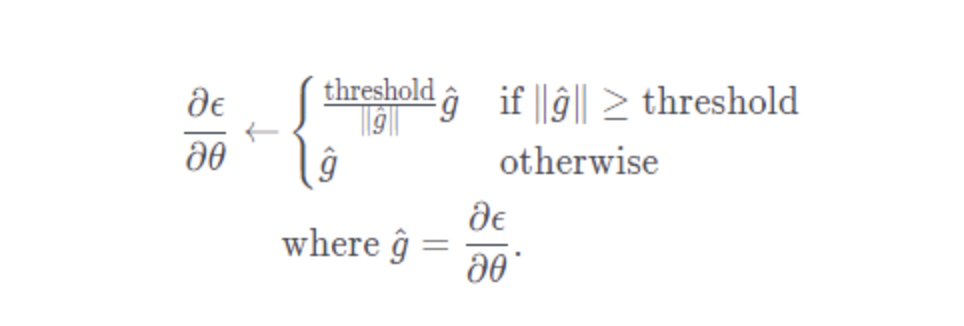 ∂ϵ/∂θ ← { threshold/‖ĝ‖ ĝ if ‖ĝ‖ ≥ threshold
ĝ otherwise
where ĝ = ∂ϵ/∂θ.